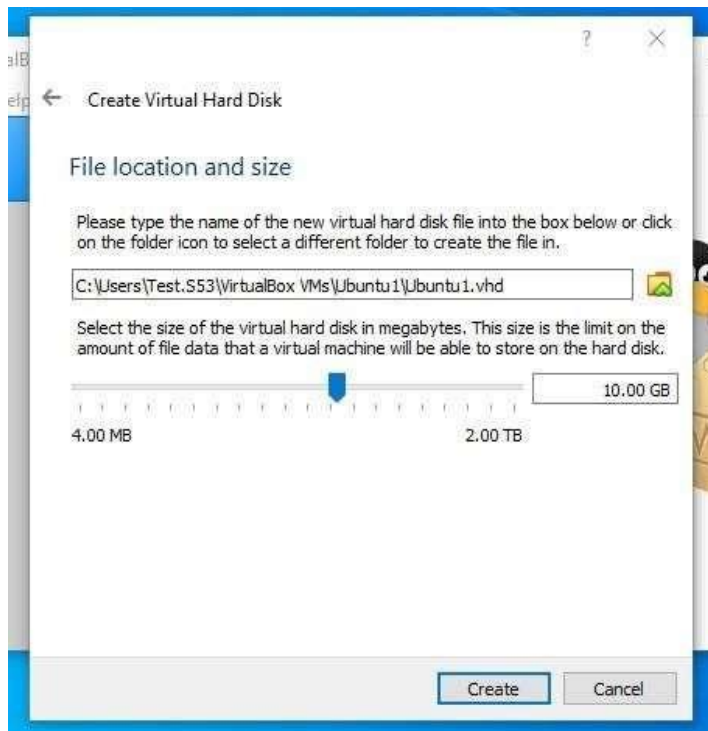 ?
alB
elp
Create Virtual Hard Disk
File location and size
Please type the name of the new virtual hard disk file into the box below or click
on the folder icon to select a different folder to create the file in.
C:\Users\Test.S53\VirtualBox VMs\Ubuntu1\Ubuntu1.vhd
Select the size of the virtual hard disk in megabytes. This size is the limit on the
amount of file data that a virtual machine will be able to store on the hard disk.
10.00 GB
4.00 MB 2.00 TB
Create Cancel